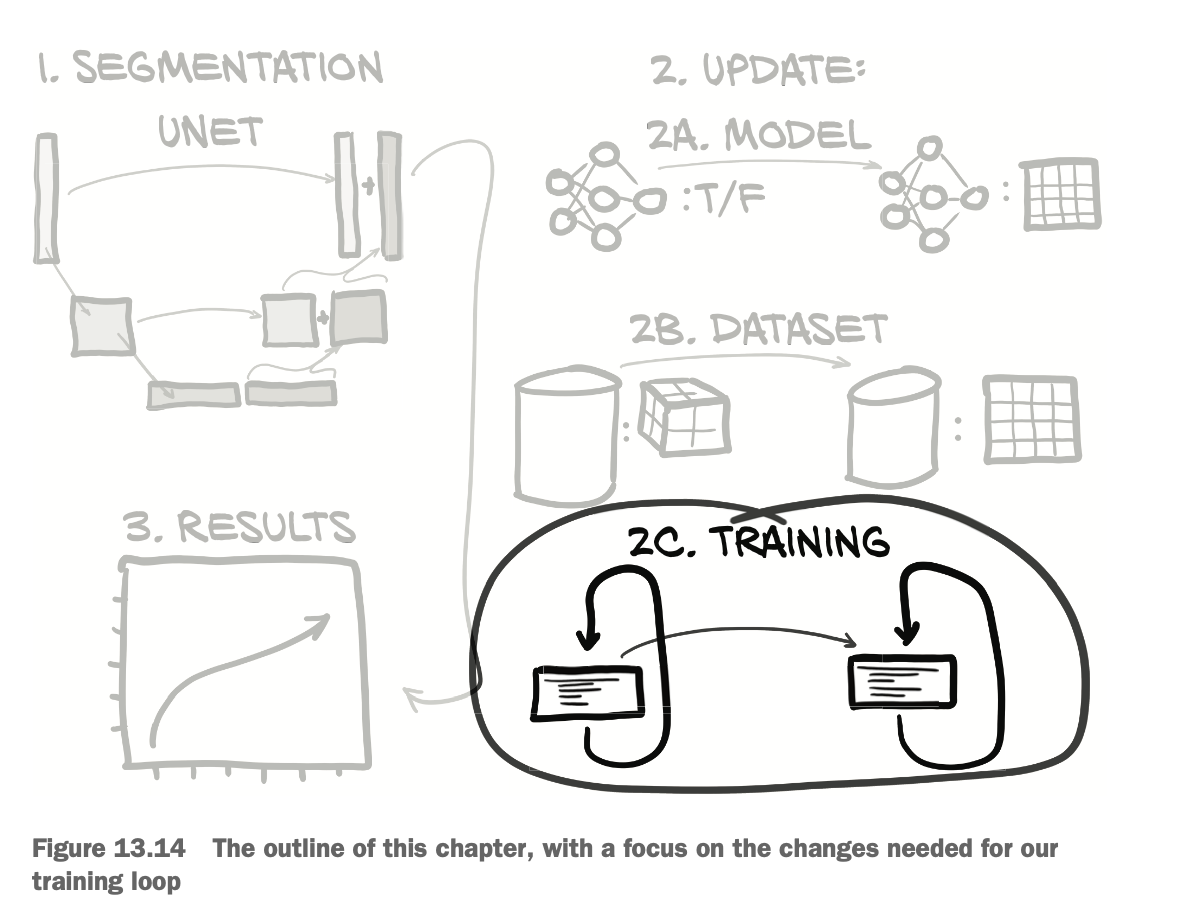 1. SEGMENTATION
UNET
+
+
2. UPDATE:
2A. MODEL
:T/F
:
2B. DATASET
:
:
2C. TRAINING
3. RESULTS
Figure 13.14 The outline of this chapter, with a focus on the changes needed for our
training loop